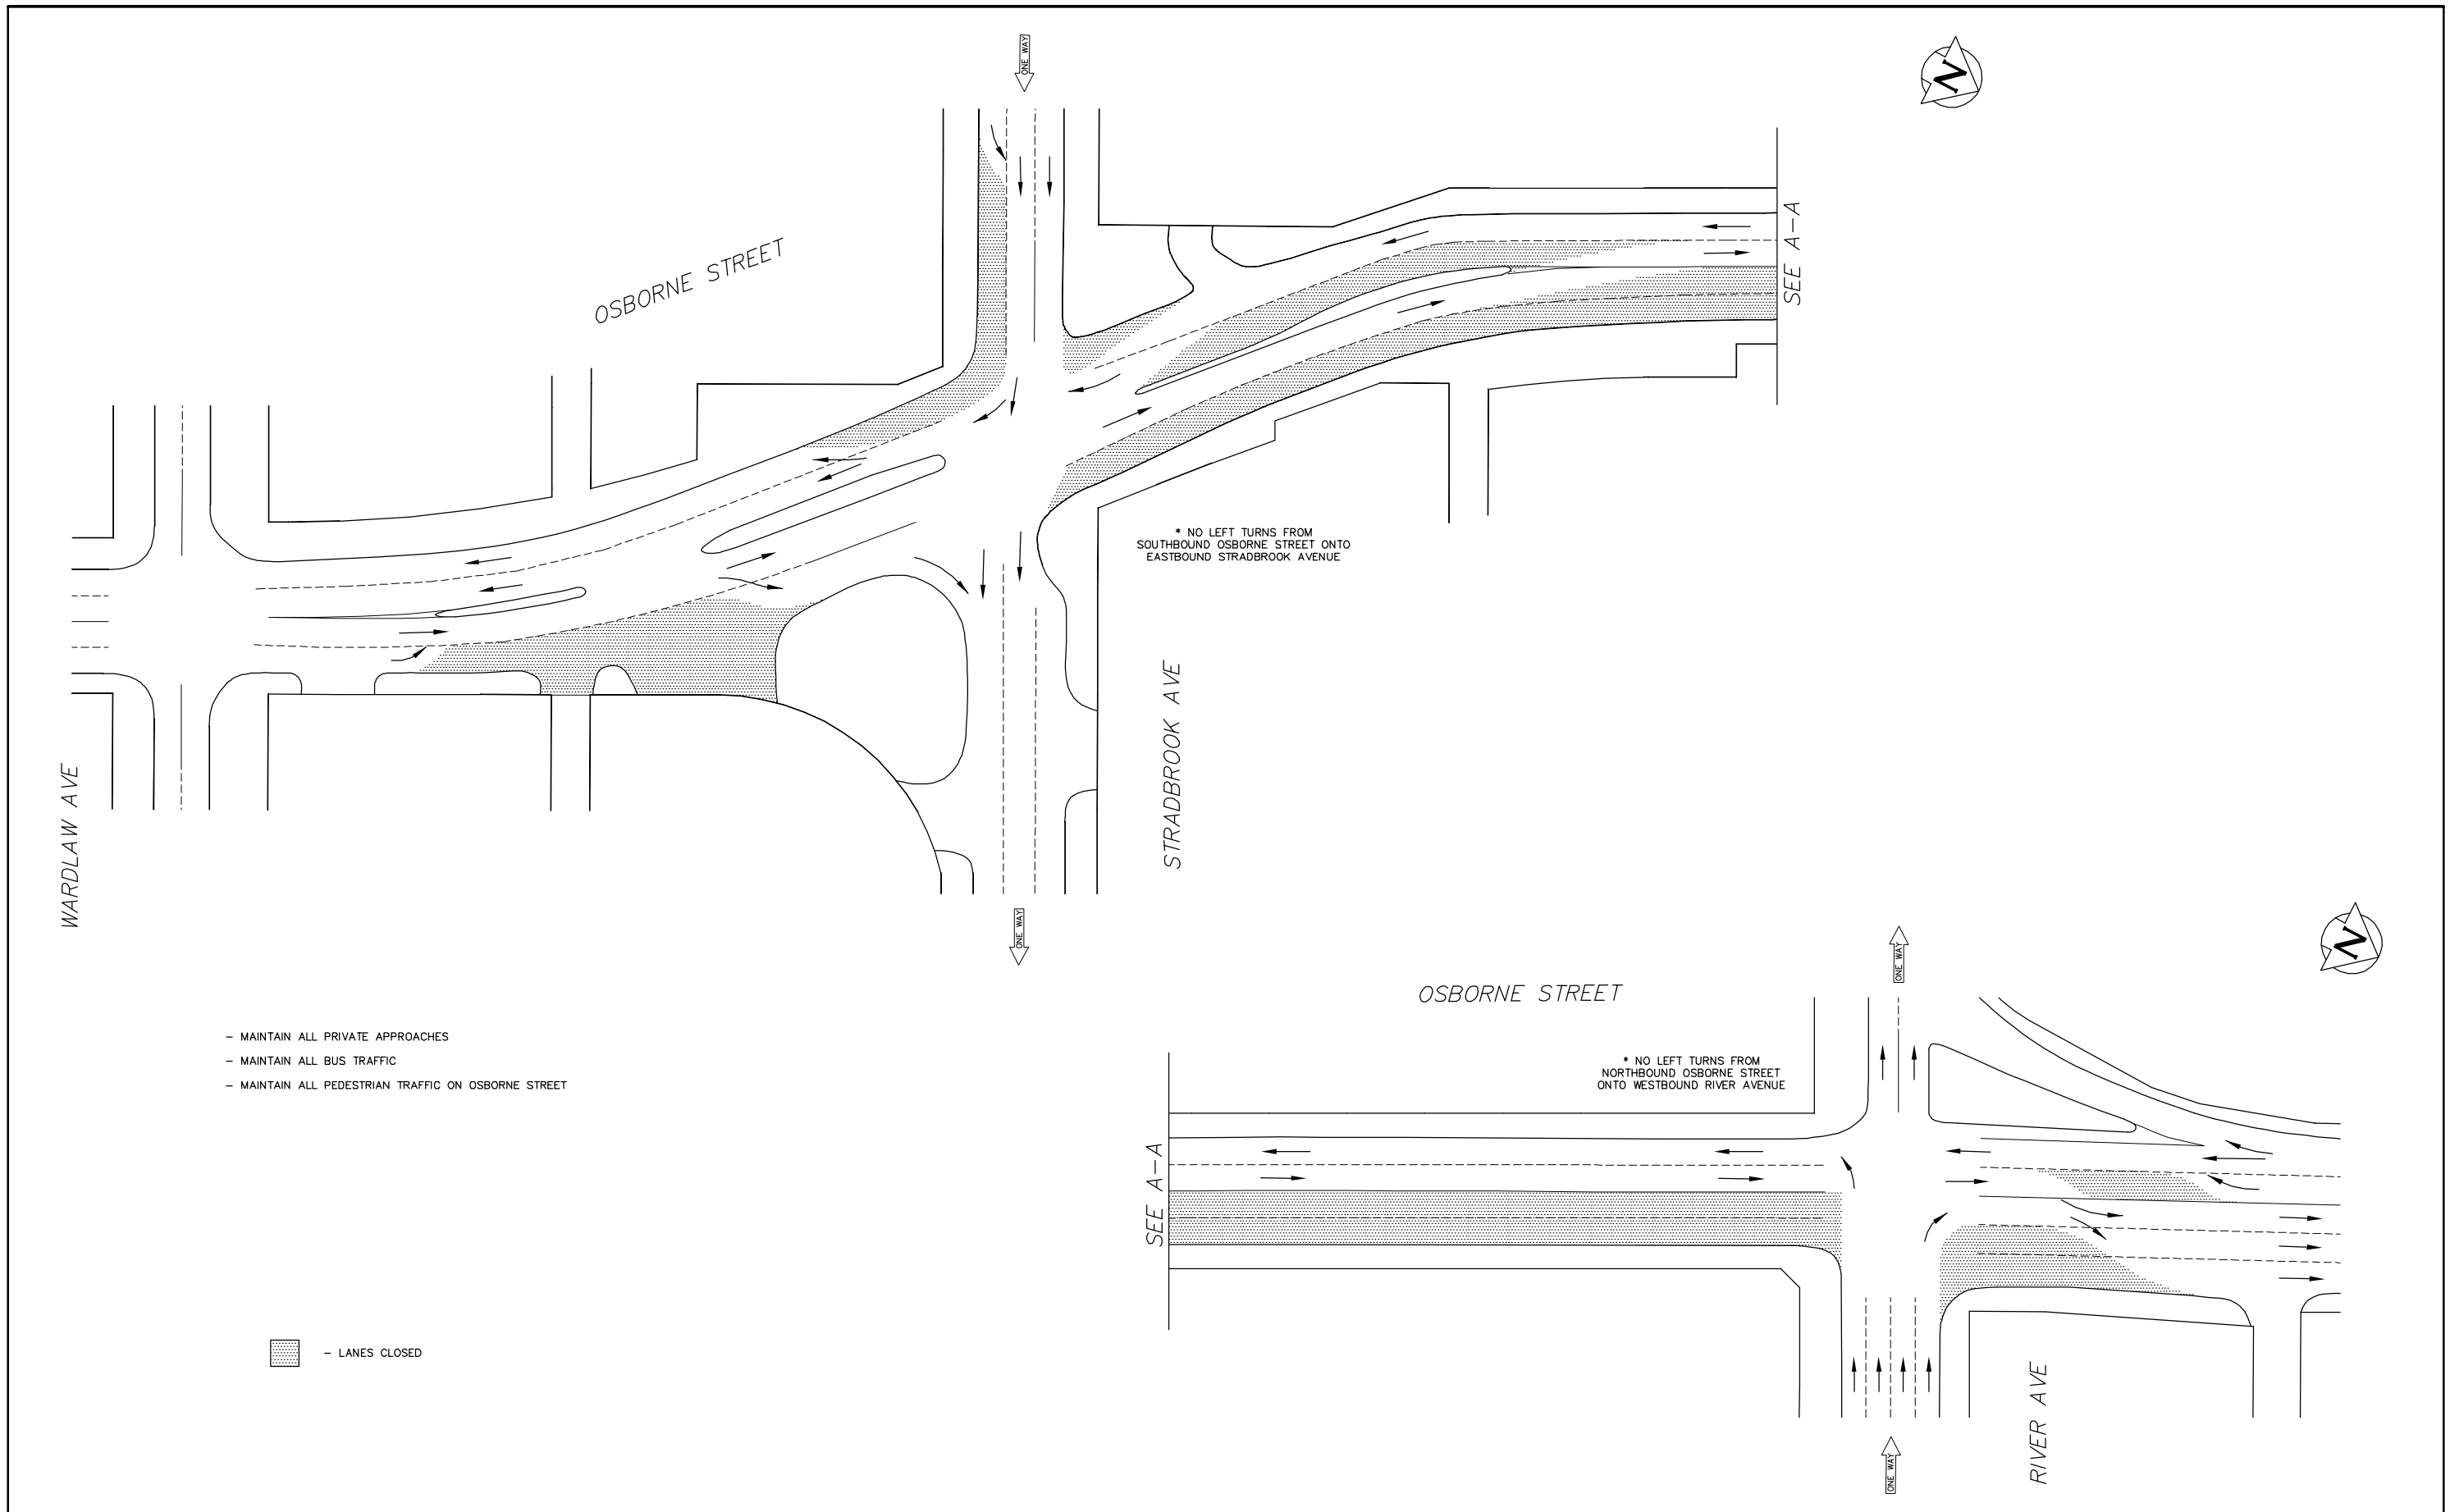 ONE WAY
N
OSBORNE STREET
SEE A-A
* NO LEFT TURNS FROM
SOUTHBOUND OSBORNE STREET ONTO
EASTBOUND STRADBROOK AVENUE
WARDLAW AVE
STRADBROOK AVE
ONE WAY
N
ONE WAY
OSBORNE STREET
* NO LEFT TURNS FROM
NORTHBOUND OSBORNE STREET
ONTO WESTBOUND RIVER AVENUE
SEE A-A
- MAINTAIN ALL PRIVATE APPROACHES
- MAINTAIN ALL BUS TRAFFIC
- MAINTAIN ALL PEDESTRIAN TRAFFIC ON OSBORNE STREET
- LANES CLOSED
RIVER AVE
ONE WAY